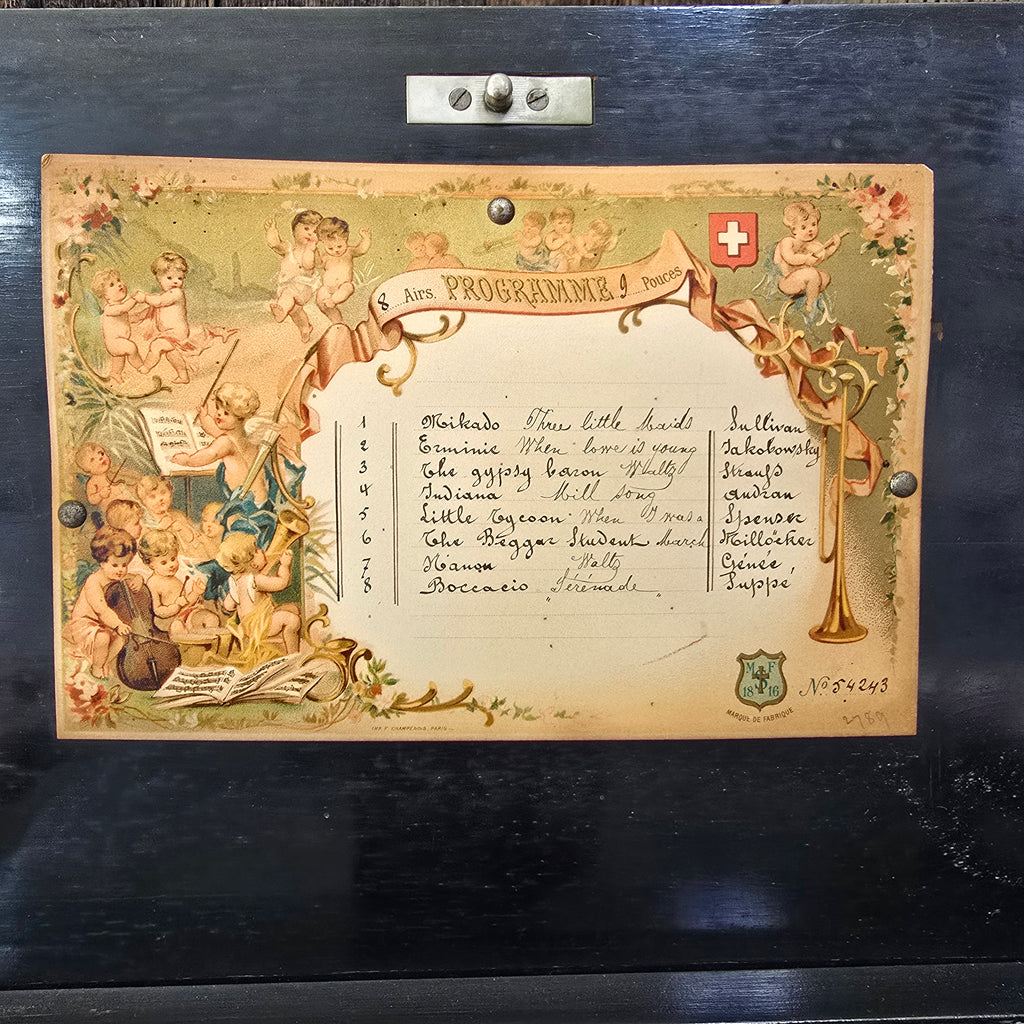 8 Airs. PROGRAMME 9 Pouces
1 Mikado Three little Maids Sullivan
2 Erminie When love is young Jakobowsky
3 The gypsy baron Waltz Strauß
4 Indiana Mill song Audran
5 Little Tycoon When I was a Spenser
6 The Beggar Student March Millöcker
7 Manon Waltz Génée
8 Boccacio "Sérénade" Suppé
M F
18 16
MARQUE DE FABRIQUE
No 54243
2789
IMP. F. CHAMPENOIS, PARIS